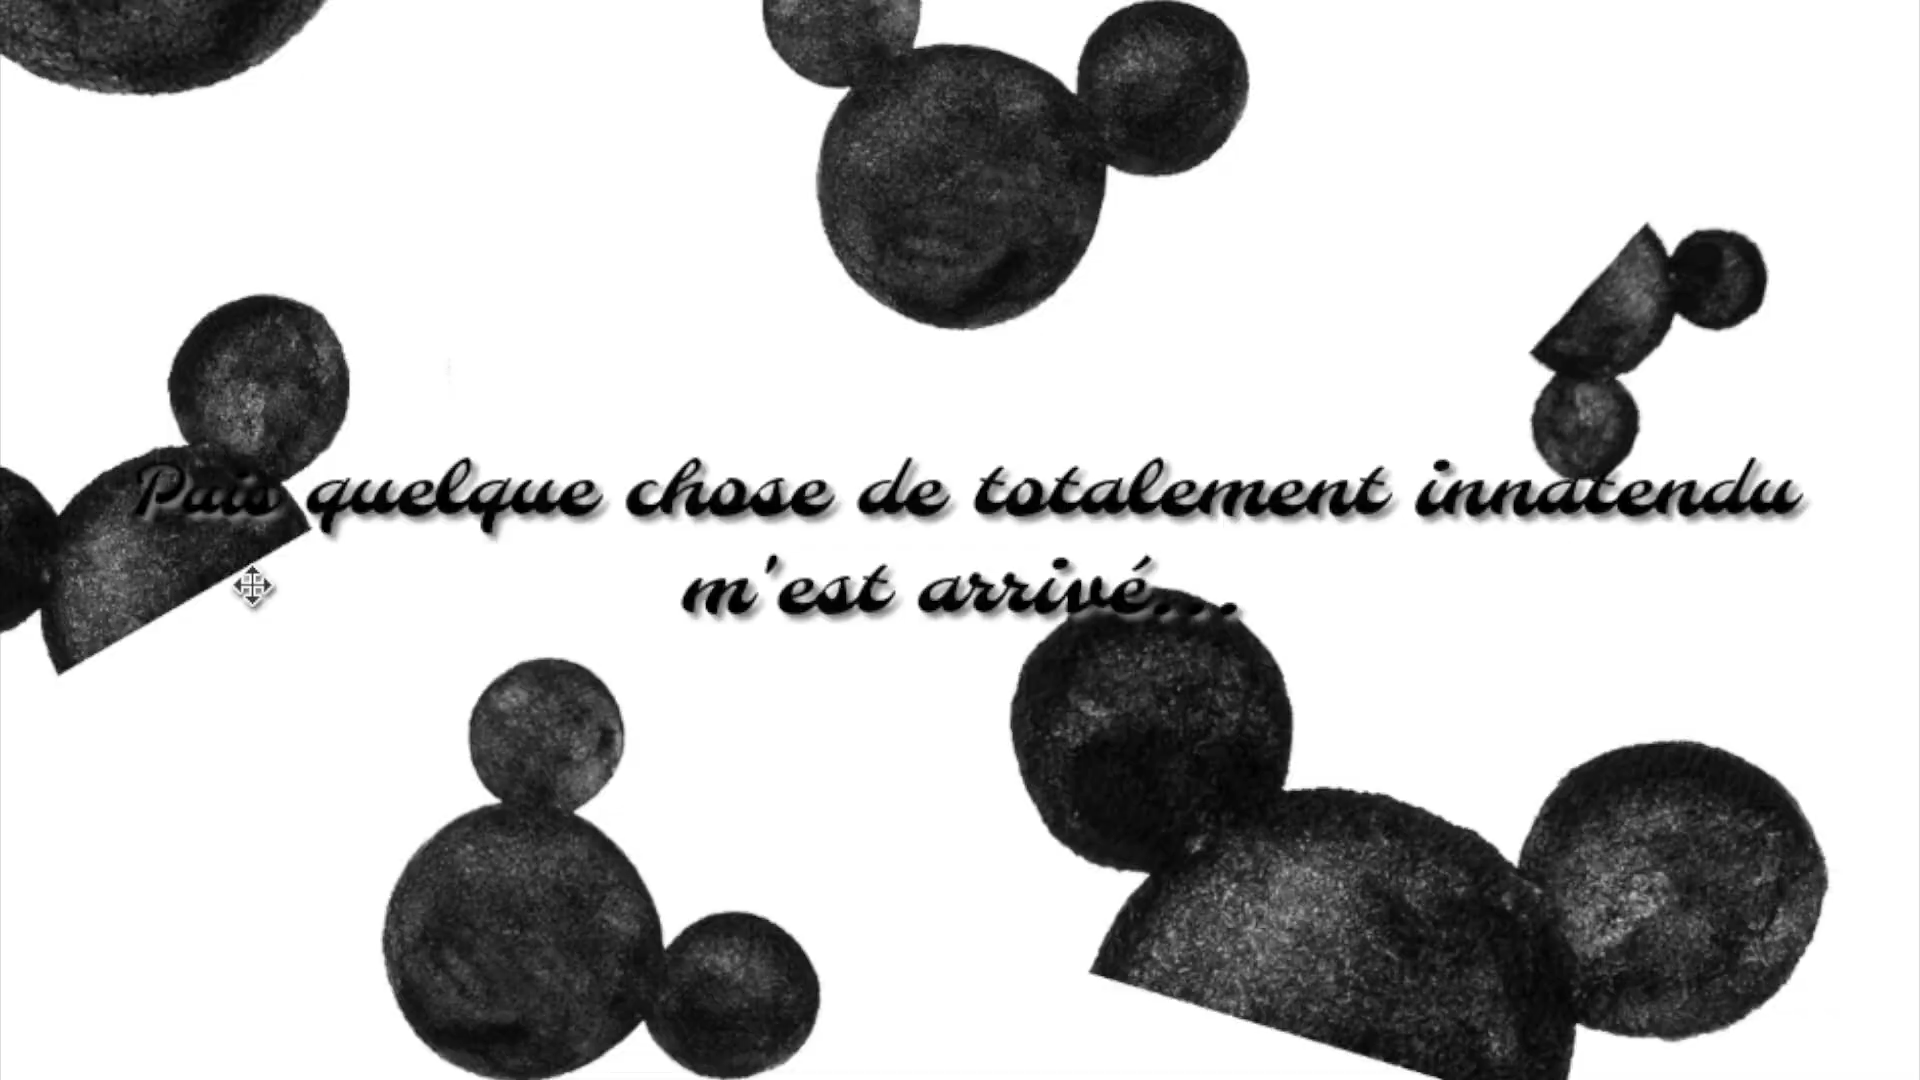 Puis quelque chose de totalement innatendu
m'est arrivé...